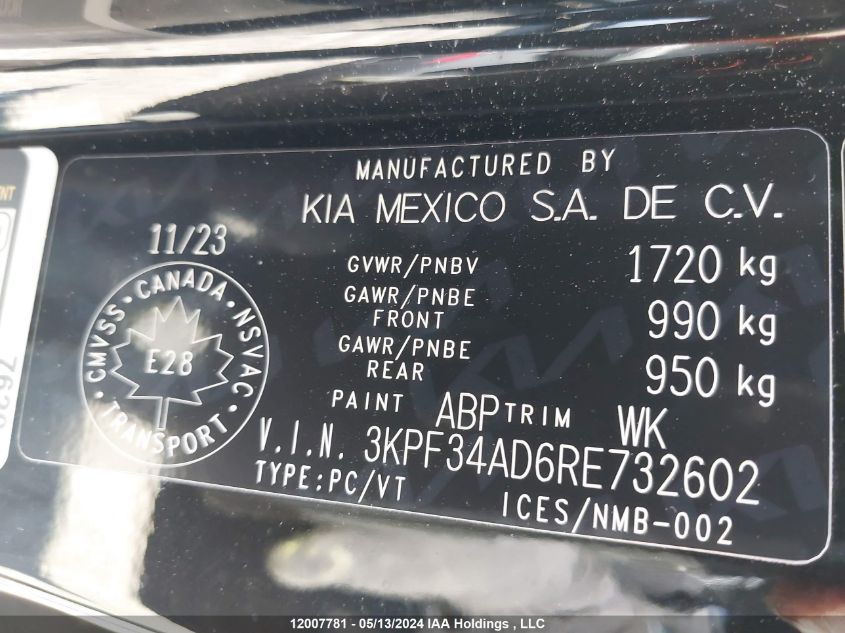 MANUFACTURED BY
KIA MEXICO S.A. DE C.V.
11/23
GVWR/PNBV 1720 kg
GAWR/PNBE
FRONT 990 kg
GAWR/PNBE
REAR 950 kg
CMVSS • CANADA • NSVAC • TRANSPORT •
E28
PAINT ABP TRIM WK
V.I.N. 3KPF34AD6RE732602
TYPE:PC/VT
ICES/NMB-002
12007781 - 05/13/2024 IAA Holdings , LLC